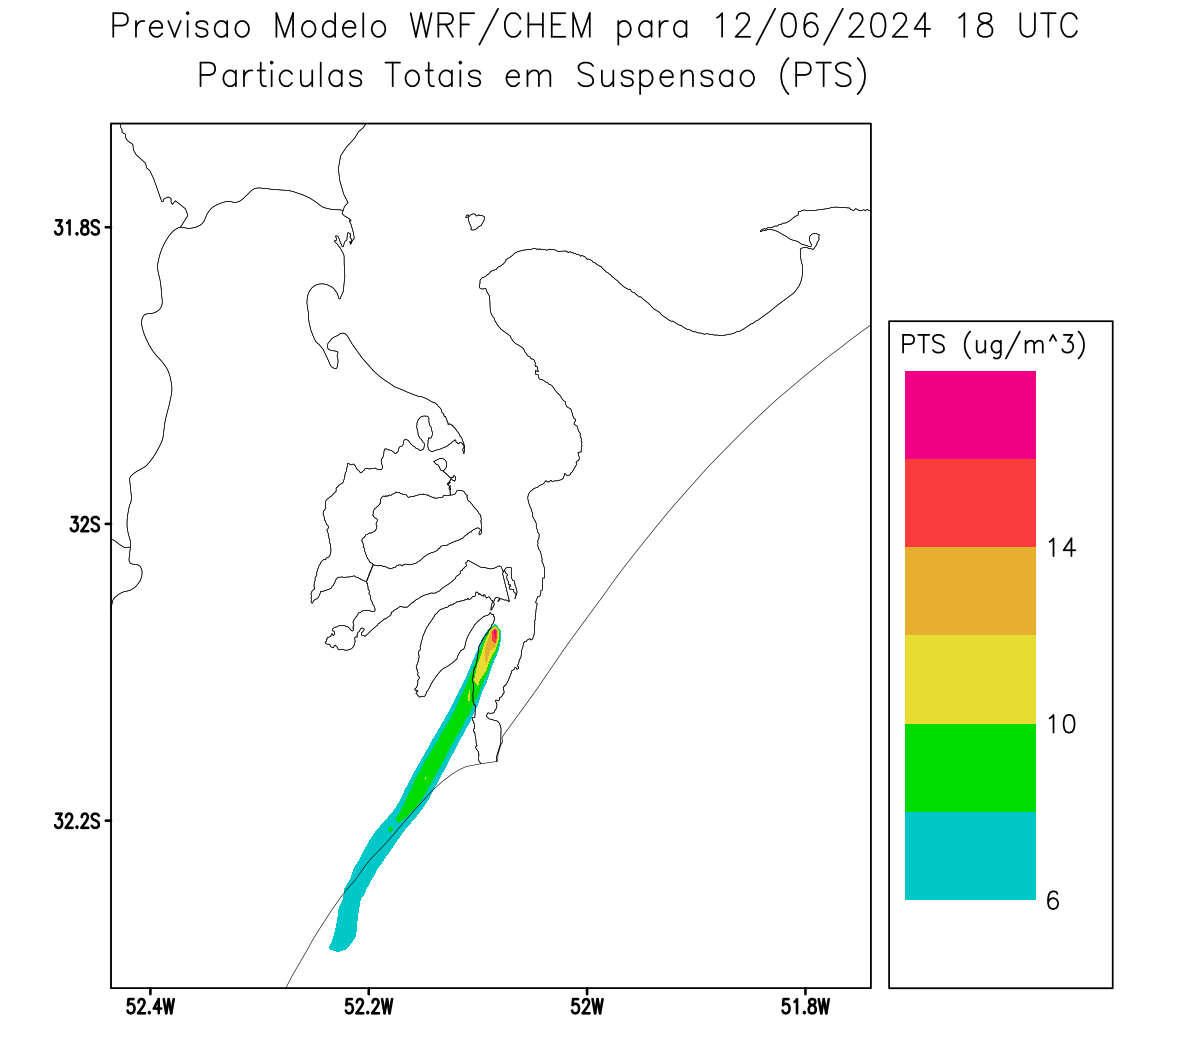 Previsao Modelo WRF/CHEM para 12/06/2024 18 UTC
Particulas Totais em Suspensao (PTS)
31.8S
32S
32.2S
52.4W
52.2W
52W
51.8W
PTS (ug/m^3)
14
10
6